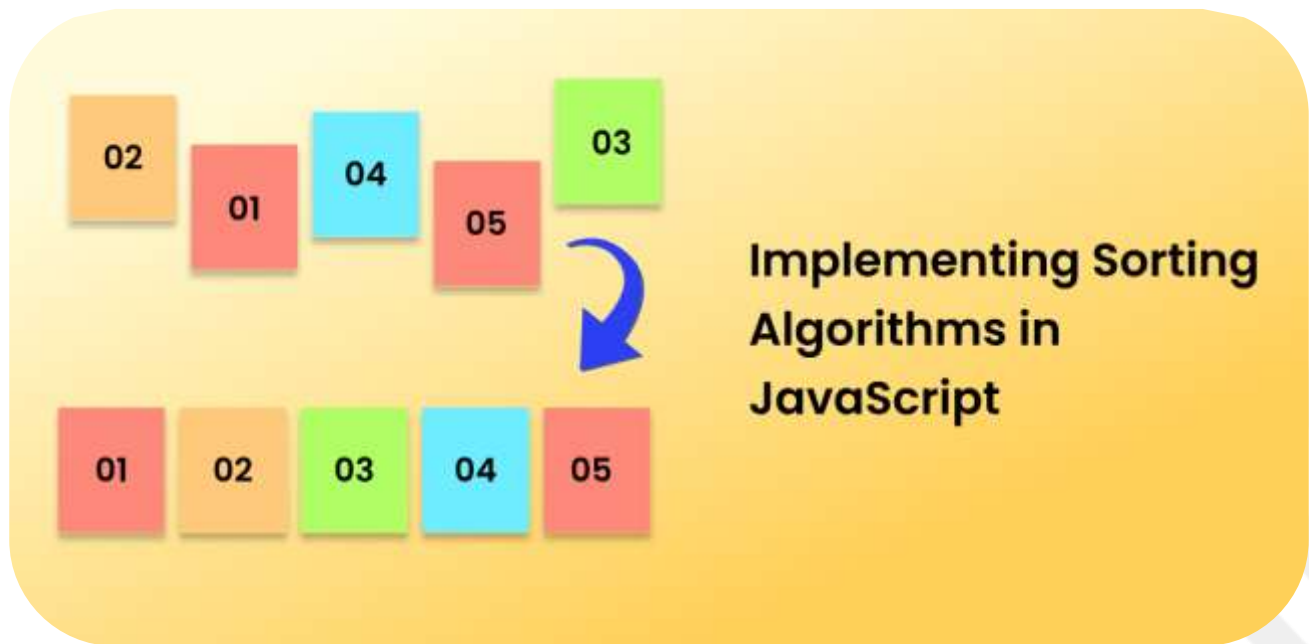 02 01 04 05 03
Implementing Sorting
Algorithms in
JavaScript
01 02 03 04 05